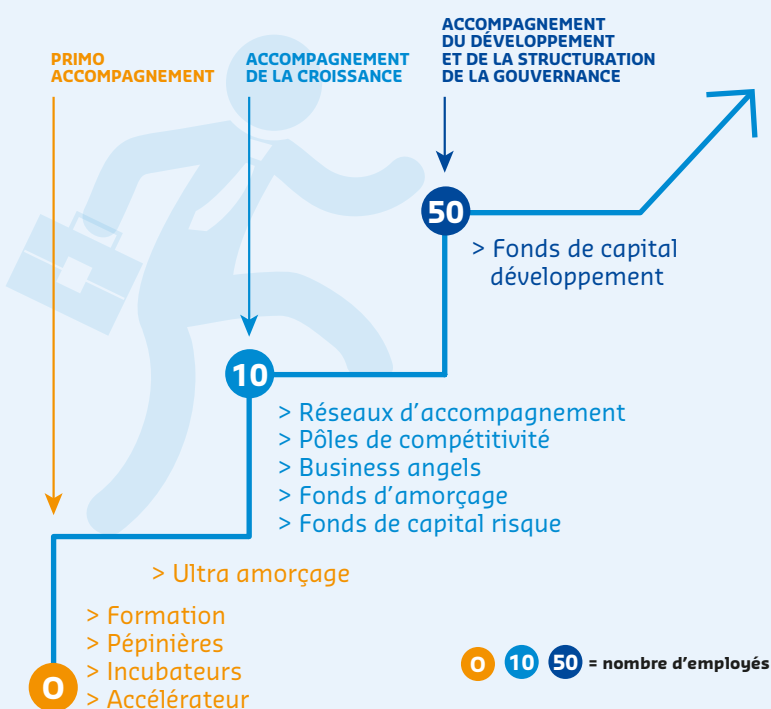 PRIMO
ACCOMPAGNEMENT
ACCOMPAGNEMENT
DE LA CROISSANCE
ACCOMPAGNEMENT
DU DÉVELOPPEMENT
ET DE LA STRUCTURATION
DE LA GOUVERNANCE
50
> Fonds de capital
développement
10
> Réseaux d'accompagnement
> Pôles de compétitivité
> Business angels
> Fonds d'amorçage
> Fonds de capital risque
> Ultra amorçage
> Formation
> Pépinières
> Incubateurs
> Accélérateur
0
0 10 50 = nombre d'employés